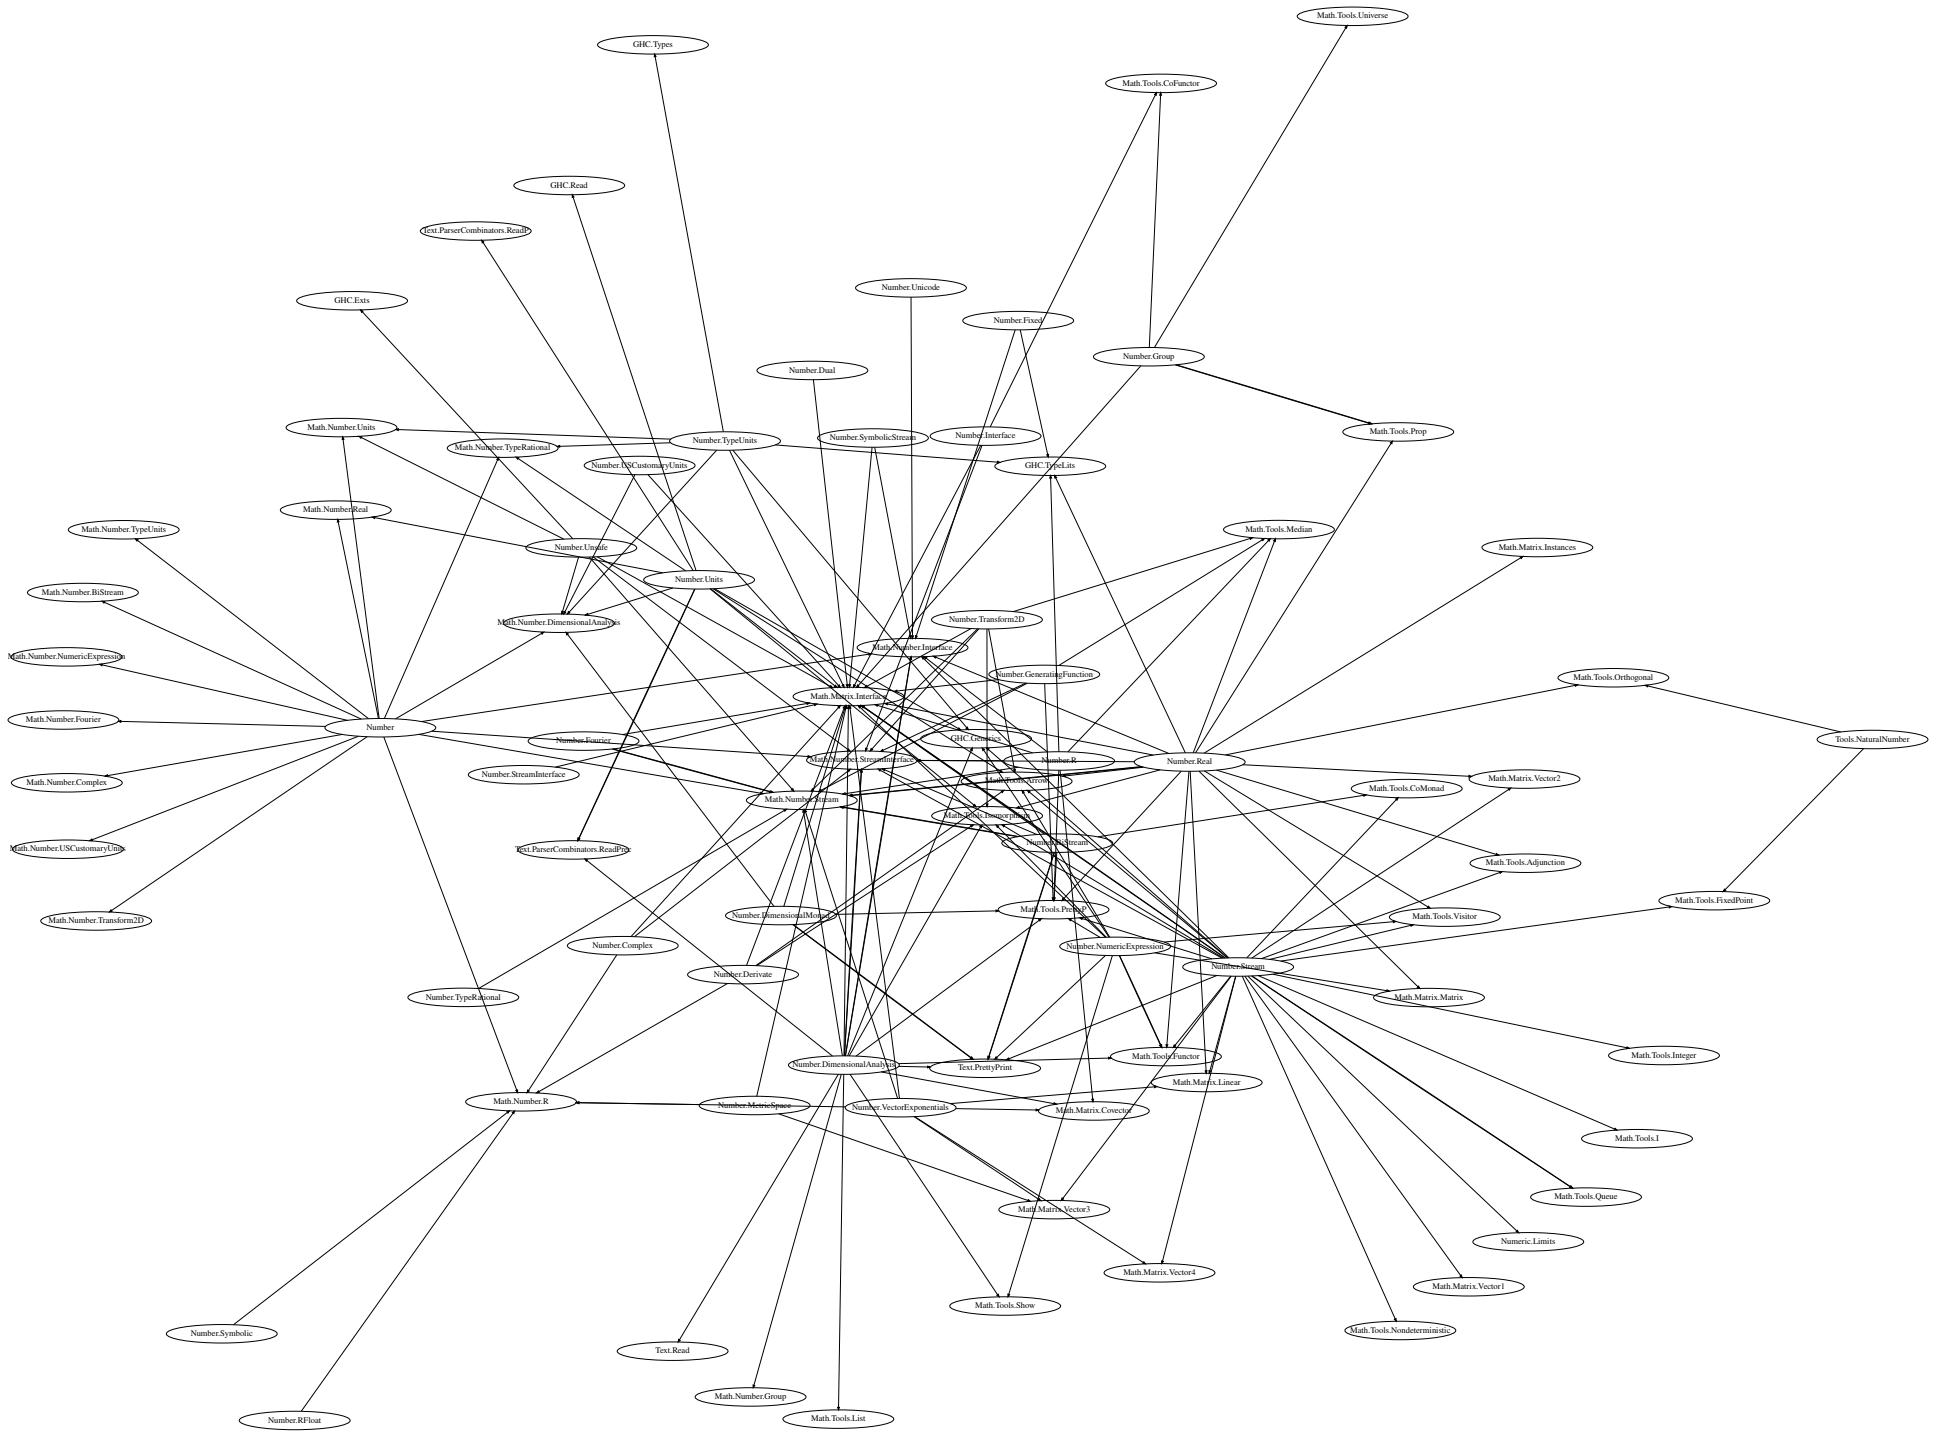 Math.Tools.Universe
GHC.Types
Math.Tools.CoFunctor
GHC.Read
Text.ParserCombinators.ReadP
Number.Unicode
GHC.Exts
Number.Fixed
Number.Group
Number.Dual
Math.Number.Units
Math.Tools.Prop
Number.Interface
Number.SymbolicStream
Number.TypeUnits
Math.Number.TypeRational
Number.USCustomaryUnits
GHC.TypeLits
Math.Number.Real
Math.Number.TypeUnits
Math.Tools.Median
Number.Unsafe
Math.Matrix.Instances
Number.Units
Math.Number.BiStream
Number.Transform2D
Math.Number.DimensionalAnalysis
Math.Number.Interface
Math.Number.NumericExpression
Number.GeneratingFunction
Math.Tools.Orthogonal
Math.Matrix.Interface
Math.Number.Fourier
Number
GHC.Generics
Tools.NaturalNumber
Number.Fourier
Math.Number.StreamInterface
Number.R
Number.Real
Number.StreamInterface
Math.Number.Complex
Math.Tools.Arrow
Math.Matrix.Vector2
Math.Tools.CoMonad
Math.Number.Stream
Math.Tools.Isomorphism
Number.BiStream
Math.Number.USCustomaryUnits
Text.ParserCombinators.ReadPrec
Math.Tools.Adjunction
Math.Tools.FixedPoint
Math.Tools.PrettyP
Number.DimensionalMonad
Math.Tools.Visitor
Math.Number.Transform2D
Number.Complex
Number.NumericExpression
Number.Stream
Number.Derivate
Number.TypeRational
Math.Matrix.Matrix
Math.Tools.Functor
Math.Tools.Integer
Number.DimensionalAnalysis
Text.PrettyPrint
Math.Matrix.Linear
Math.Number.R
Number.MetricSpace
Number.VectorExponentials
Math.Matrix.Covector
Math.Tools.I
Math.Tools.Queue
Math.Matrix.Vector3
Numeric.Limits
Math.Matrix.Vector4
Math.Matrix.Vector1
Math.Tools.Show
Math.Tools.Nondeterministic
Number.Symbolic
Text.Read
Math.Number.Group
Math.Tools.List
Number.RFloat